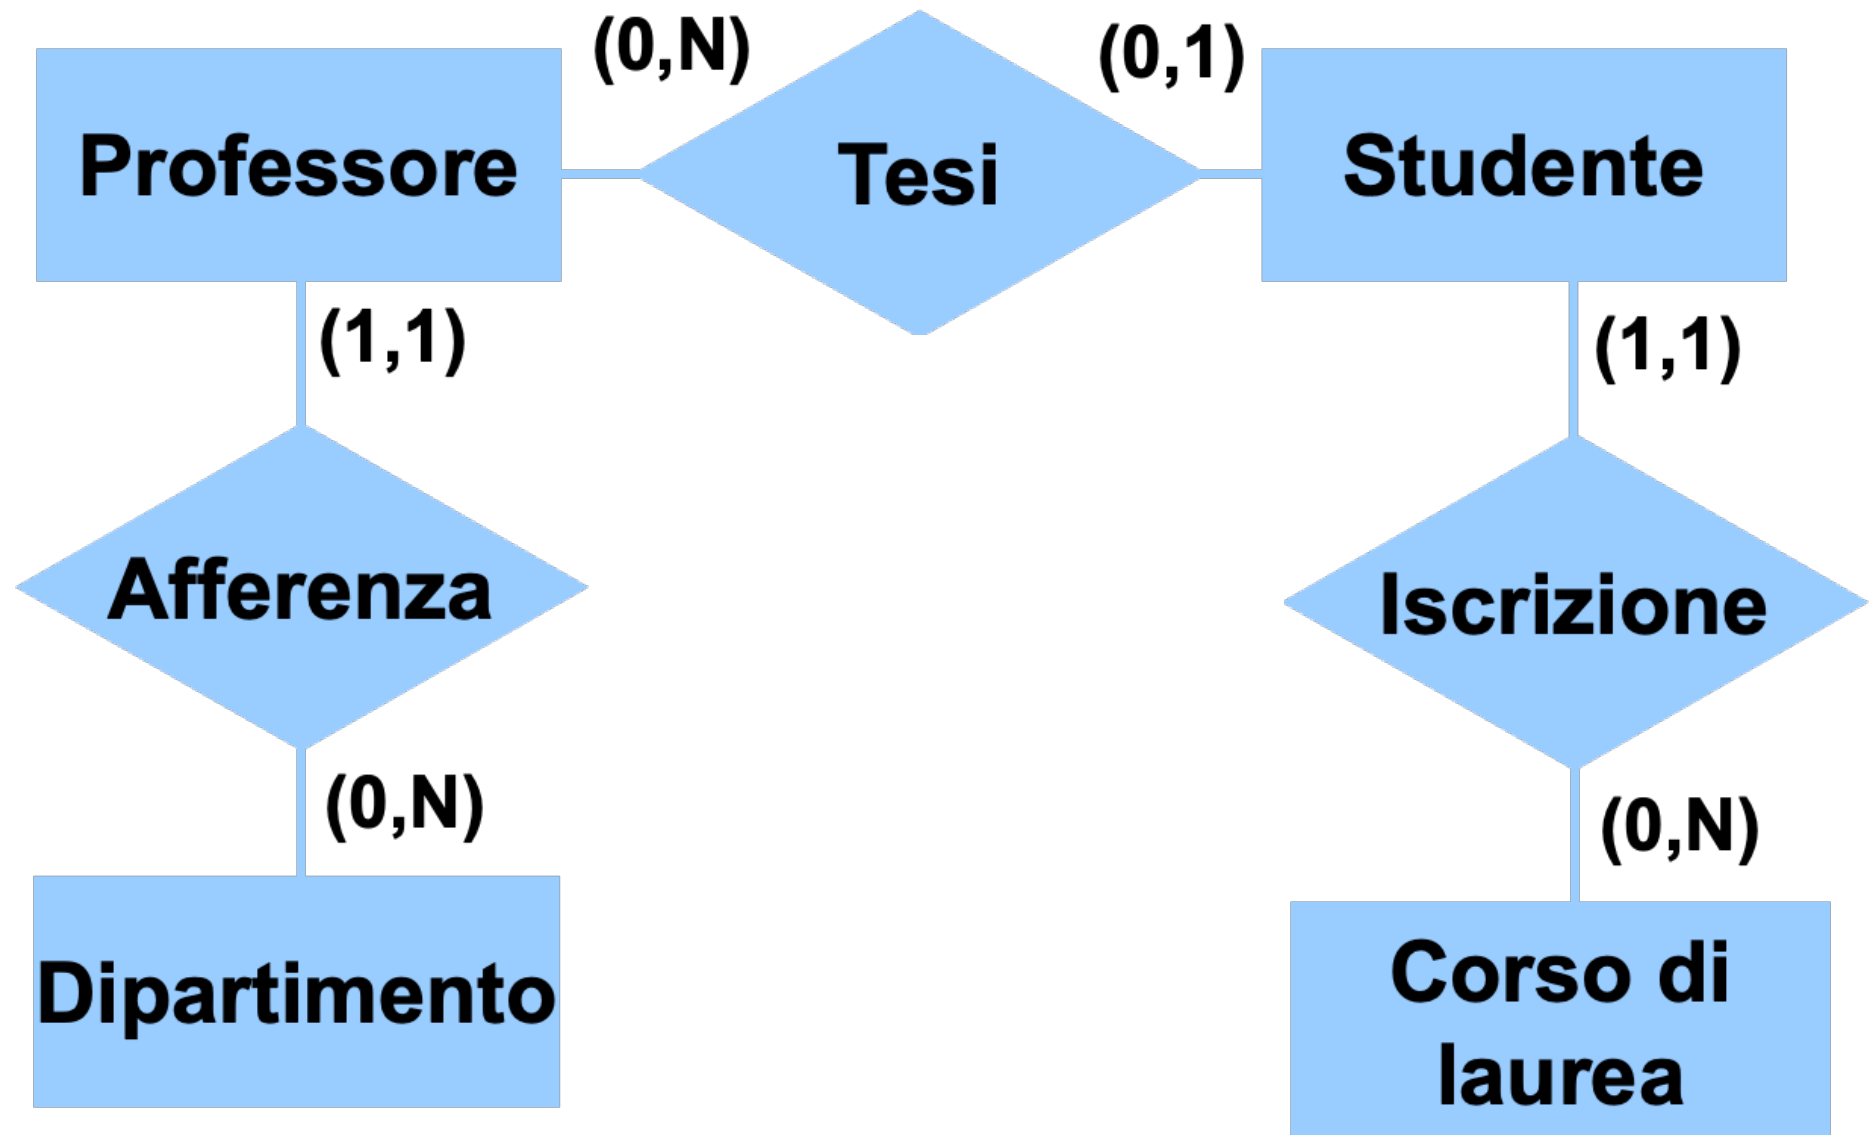 (0,N)
(0,1)
Professore
Tesi
Studente
(1,1)
(1,1)
Afferenza
Iscrizione
(0,N)
(0,N)
Dipartimento
Corso di
laurea